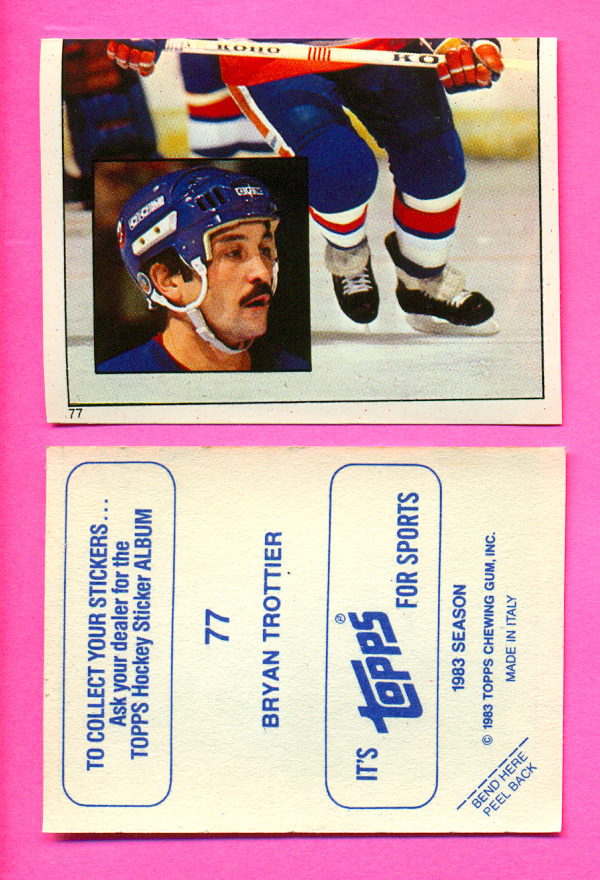 KOHO
KO
CCM
CCM
77
TO COLLECT YOUR STICKERS...
Ask your dealer for the
TOPPS Hockey Sticker ALBUM
77
BRYAN TROTTIER
IT'S topps® FOR SPORTS
1983 SEASON
© 1983 TOPPS CHEWING GUM, INC.
MADE IN ITALY
BEND HERE
PEEL BACK